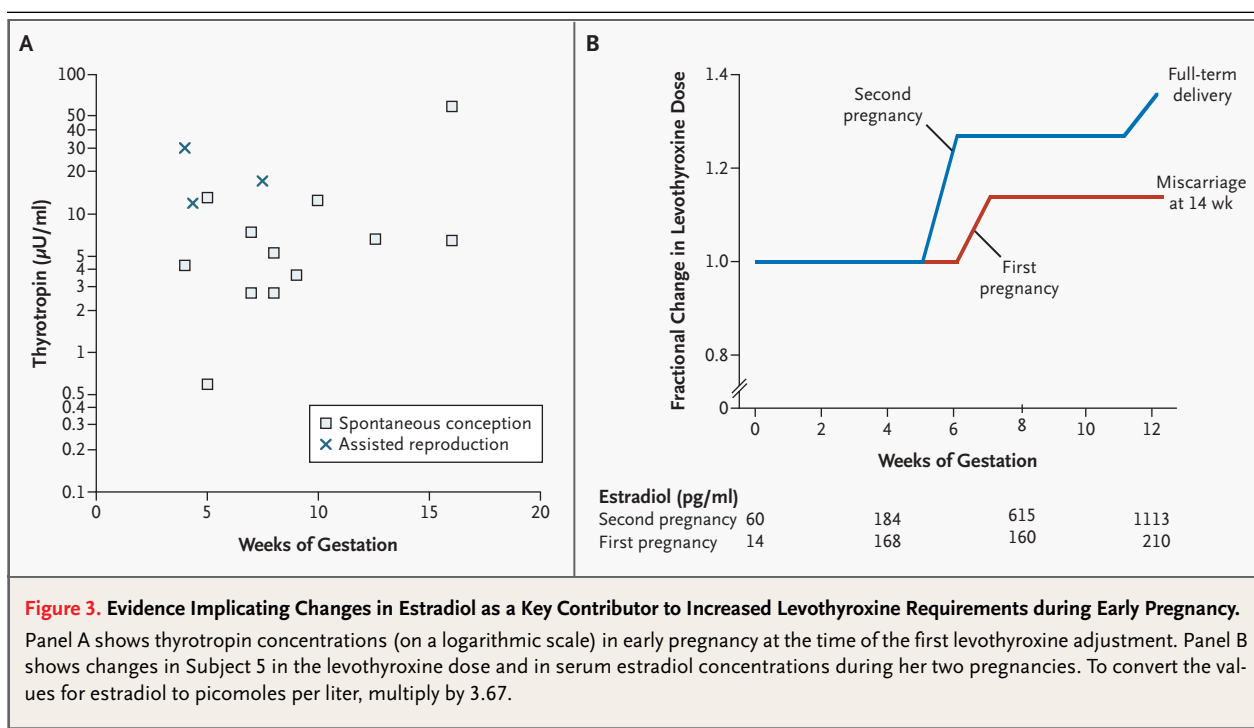 A
Thyrotropin (µU/ml)
100
50
40
30
20
10
5
4
3
2
1
0.5
0.4
0.3
0.2
0.1
Spontaneous conception
Assisted reproduction
0 5 10 15 20
Weeks of Gestation
B
Fractional Change in Levothyroxine Dose
1.4
1.2
1.0
0.8
0
Second
pregnancy
Full-term
delivery
Miscarriage
at 14 wk
First
pregnancy
0 2 4 6 8 10 12
Weeks of Gestation
Estradiol (pg/ml)
Second pregnancy 60 184 615 1113
First pregnancy 14 168 160 210
Figure 3. Evidence Implicating Changes in Estradiol as a Key Contributor to Increased Levothyroxine Requirements during Early Pregnancy.
Panel A shows thyrotropin concentrations (on a logarithmic scale) in early pregnancy at the time of the first levothyroxine adjustment. Panel B
shows changes in Subject 5 in the levothyroxine dose and in serum estradiol concentrations during her two pregnancies. To convert the val-
ues for estradiol to picomoles per liter, multiply by 3.67.